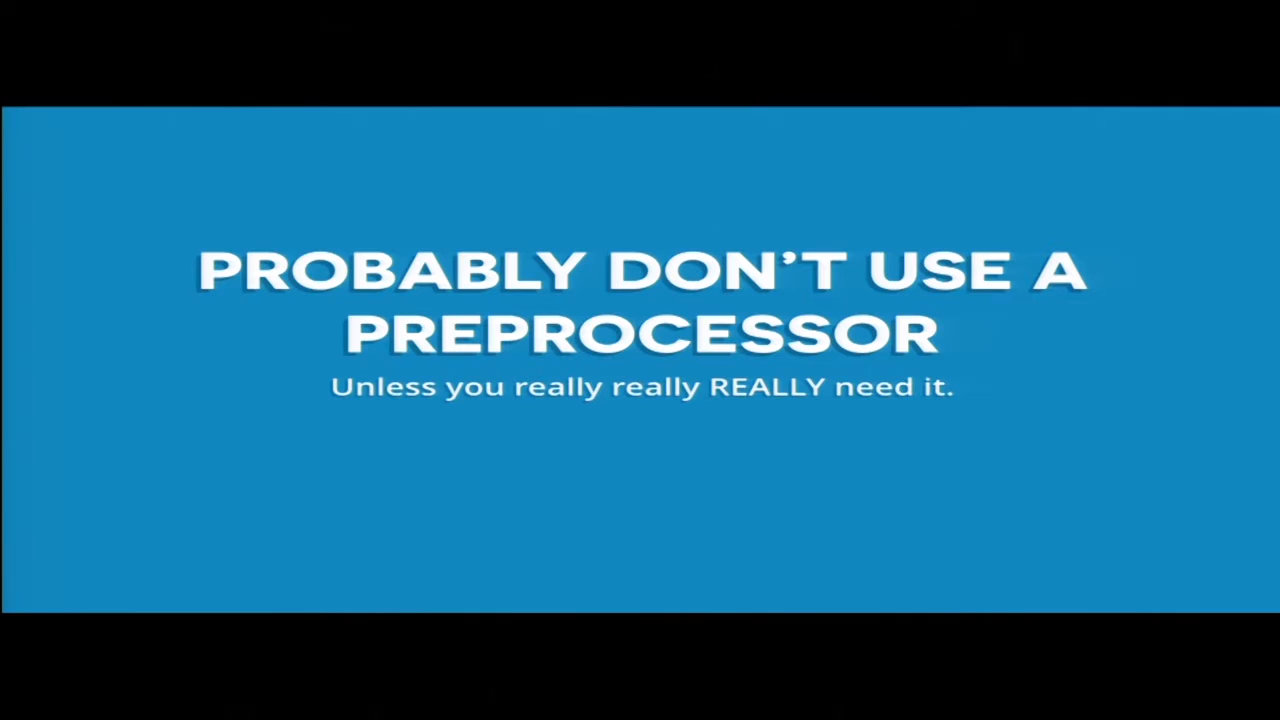 PROBABLY DON’T USE A
PREPROCESSOR
Unless you really really REALLY need it.